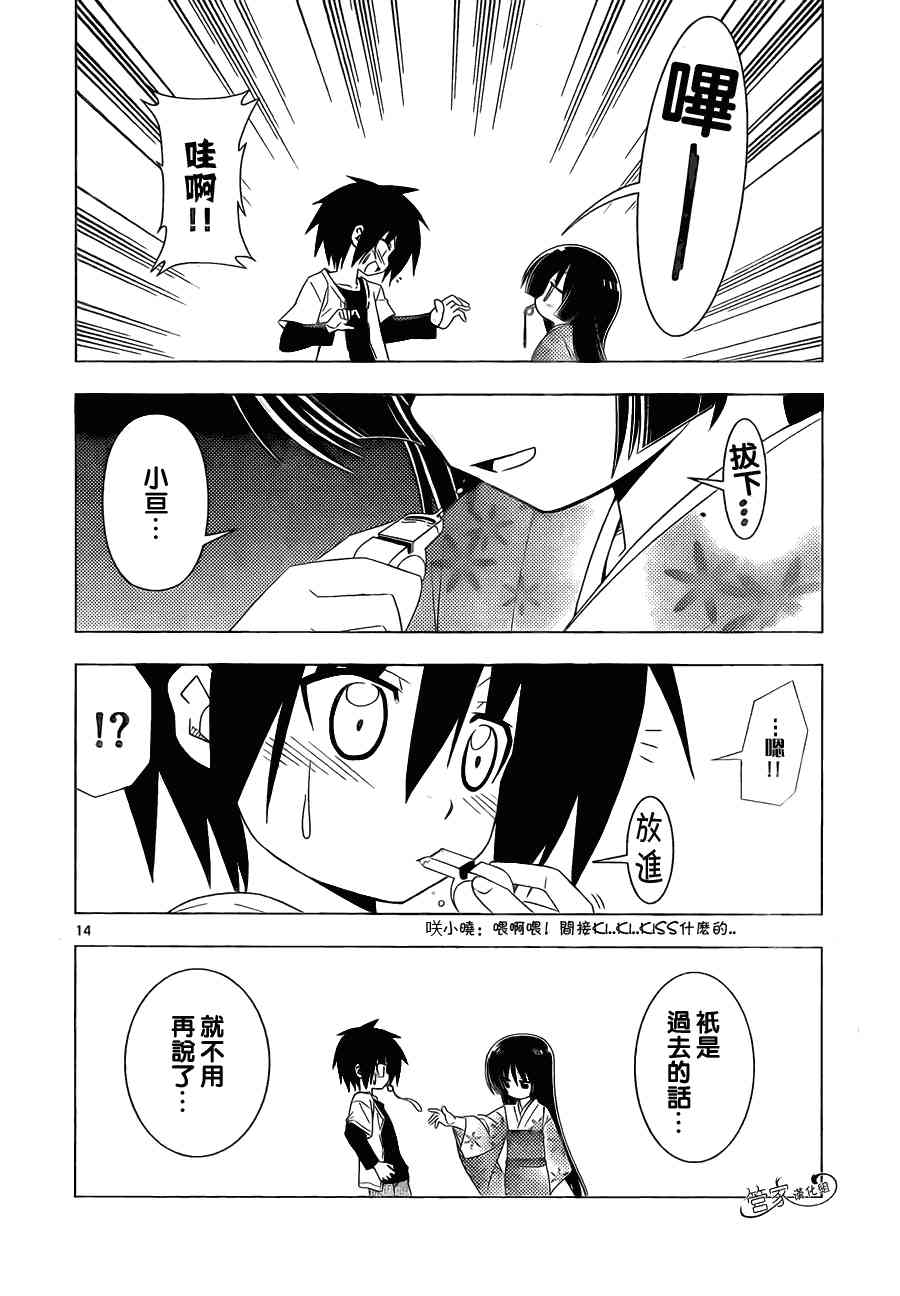 嗶——
哇啊!!
拔下…
小亘…
…嗯!!
放進
!?
14
咲小曉：喂啊喂！間接KI..KI..KISS什麼的..
祇是
過去的話…
就不用
再說了…
管家漢化組